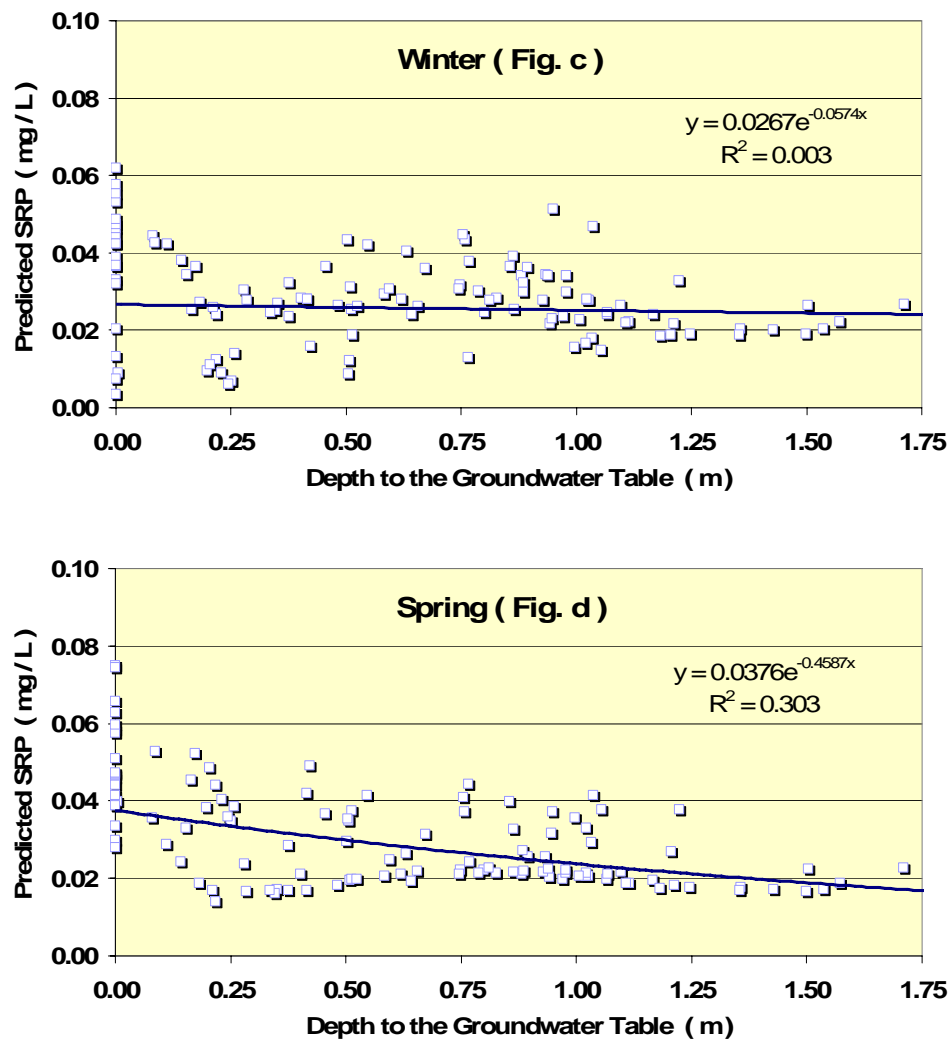 Winter ( Fig. c )
y = 0.0267e^-0.0574x
R² = 0.003
Predicted SRP ( mg / L )
0.10
0.08
0.06
0.04
0.02
0.00
0.00 0.25 0.50 0.75 1.00 1.25 1.50 1.75
Depth to the Groundwater Table ( m )
Spring ( Fig. d )
y = 0.0376e^-0.4587x
R² = 0.303
Predicted SRP ( mg / L )
0.10
0.08
0.06
0.04
0.02
0.00
0.00 0.25 0.50 0.75 1.00 1.25 1.50 1.75
Depth to the Groundwater Table ( m )